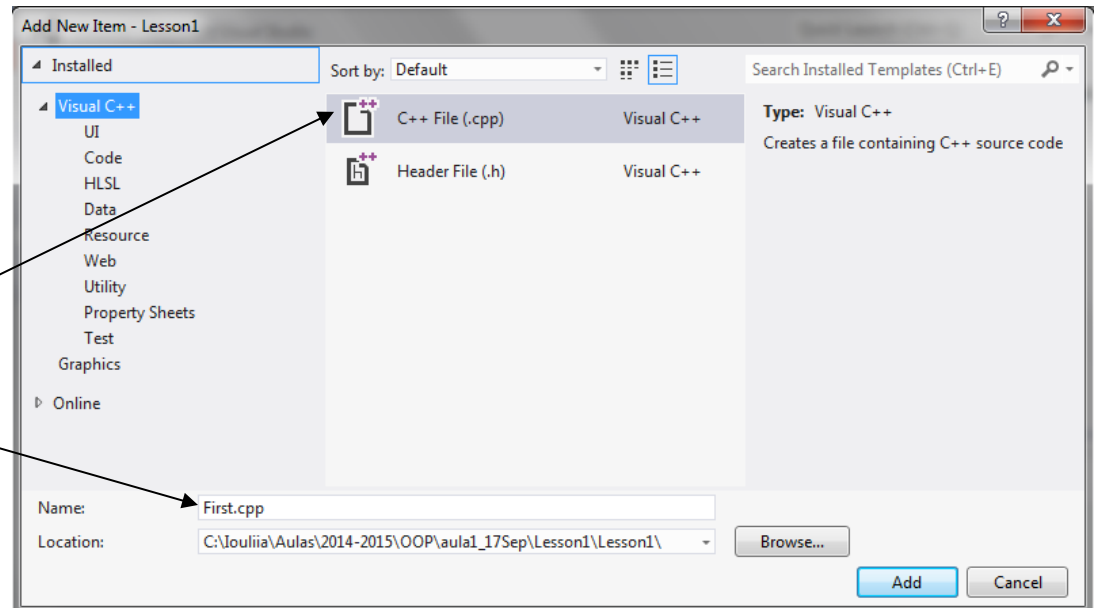 Add New Item - Lesson1
Installed
Visual C++
UI
Code
HLSL
Data
Resource
Web
Utility
Property Sheets
Test
Graphics
Online
Sort by: Default
C++ File (.cpp) Visual C++
Header File (.h) Visual C++
Search Installed Templates (Ctrl+E)
Type: Visual C++
Creates a file containing C++ source code
Name: First.cpp
Location: C:\Iouliia\Aulas\2014-2015\OOP\aula1_17Sep\Lesson1\Lesson1\ Browse...
Add Cancel